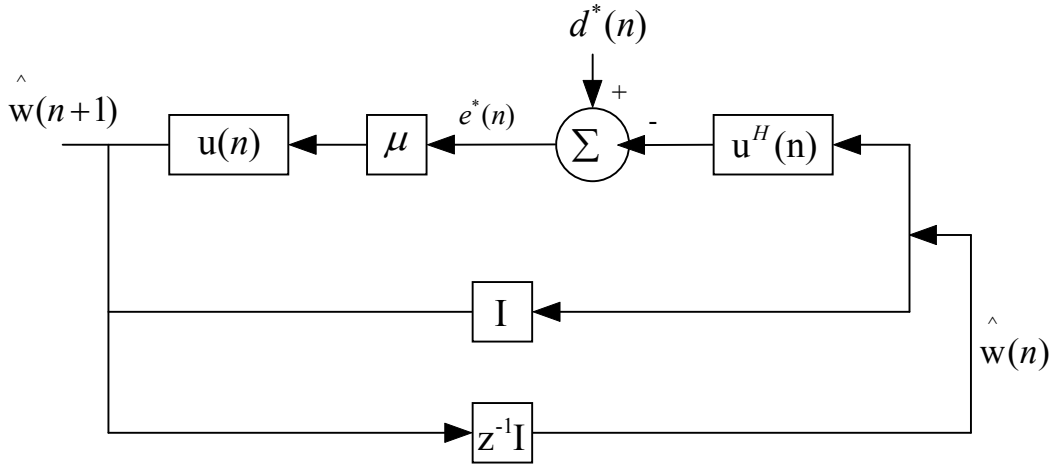 d*(n)
ŵ(n+1)
+
e*(n)
-
u(n)
μ
Σ
u^H(n)
I
ŵ(n)
z^-1I